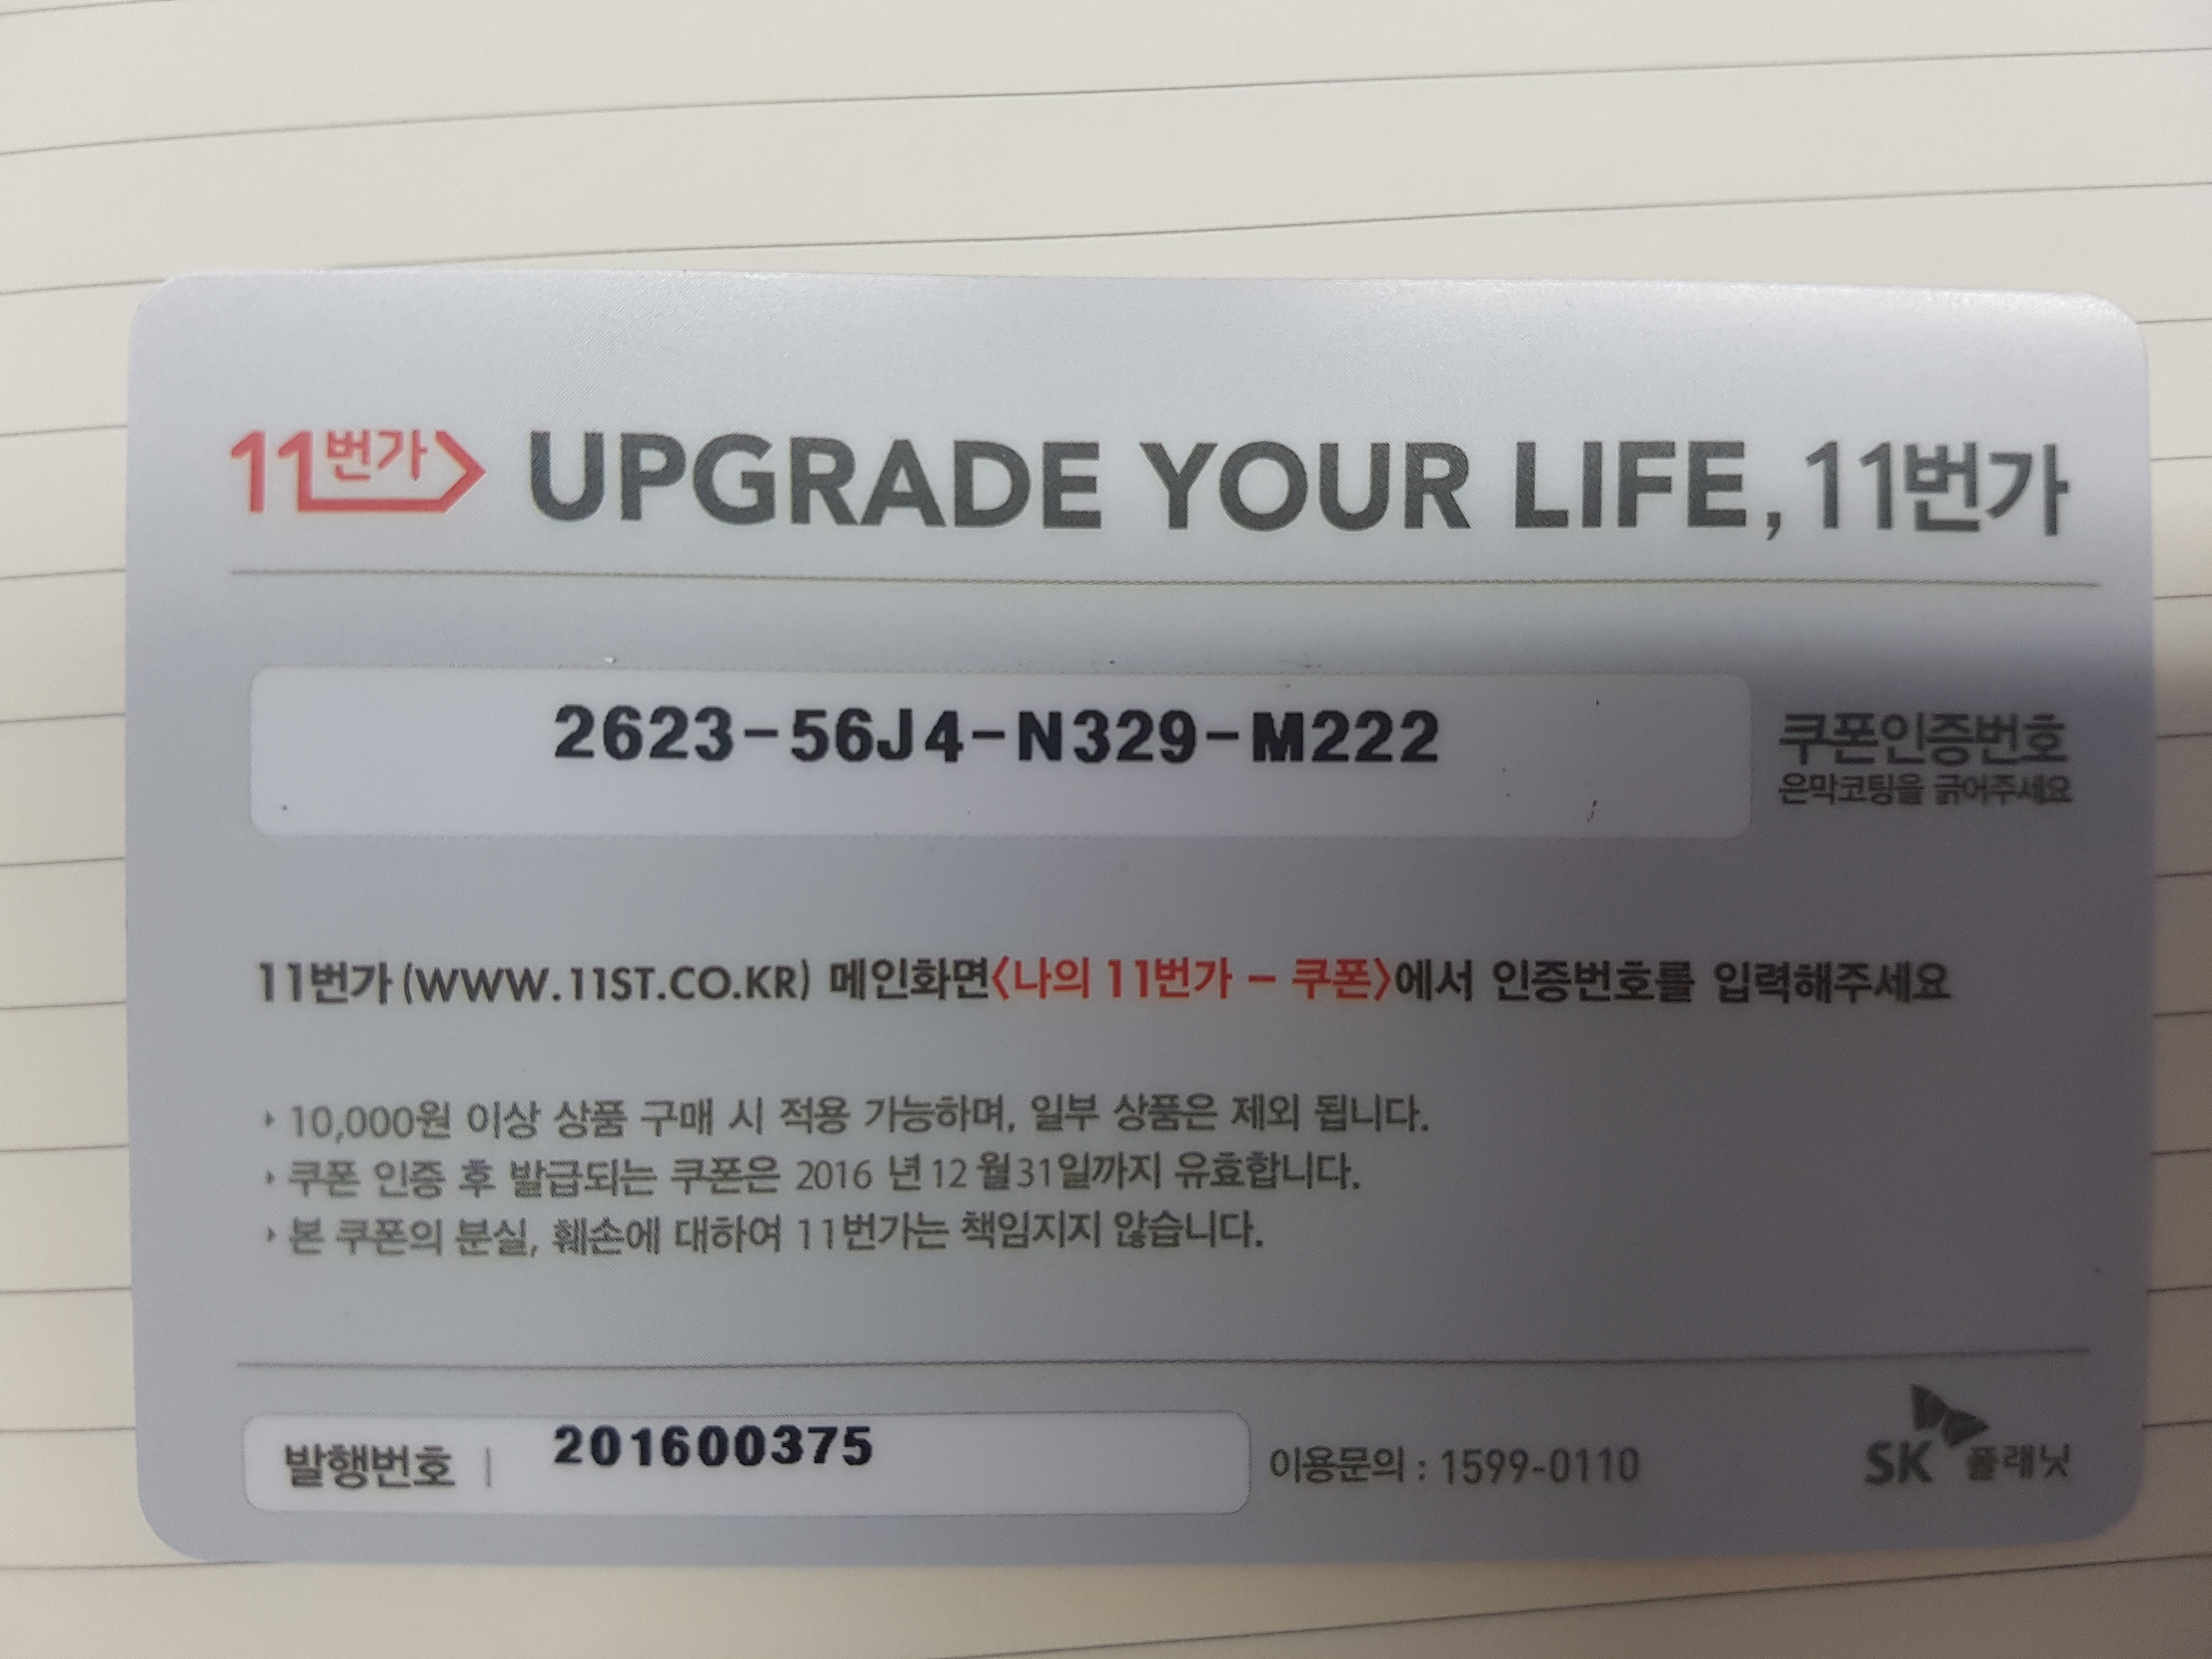 11번가 UPGRADE YOUR LIFE, 11번가
2623-56J4-N329-M222
쿠폰인증번호
은막코팅을 긁어주세요
11번가(WWW.11ST.CO.KR) 메인화면<나의 11번가 - 쿠폰>에서 인증번호를 입력해주세요
‣ 10,000원 이상 상품 구매 시 적용 가능하며, 일부 상품은 제외 됩니다.
‣ 쿠폰 인증 후 발급되는 쿠폰은 2016 년 12 월 31일까지 유효합니다.
‣ 본 쿠폰의 분실, 훼손에 대하여 11번가는 책임지지 않습니다.
발행번호 | 201600375
이용문의 : 1599-0110
SK 플래닛